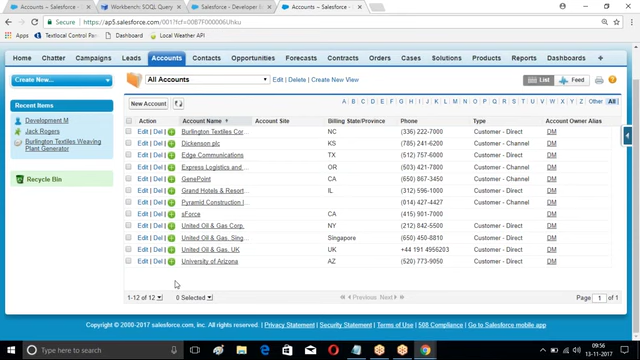 Accounts ~ Salesforce - D
Workbench: SOQL Query
Salesforce - Developer E
Accounts ~ Salesforce - D
Secure
https://ap5.salesforce.com/001?fcf=00B7F000006Uhku
Apps
Textlocal Control Panel
Dashboard
Local Weather API
Home
Chatter
Campaigns
Leads
Accounts
Contacts
Opportunities
Forecasts
Contracts
Orders
Cases
Solutions
Products
Reports
Dashboards
+
Create New...
All Accounts
Edit | Delete | Create New View
List
Feed
Recent Items
Development M
Jack Rogers
Burlington Textiles Weaving
Plant Generator
Recycle Bin
New Account
A B C D E F G H I J K L M N O P Q R S T U V W X Y Z Other All
Action Account Name Account Site Billing State/Province Phone Type Account Owner Alias
Edit | Del | Burlington Textiles Cor... NC (336) 222-7000 Customer - Direct DM
Edit | Del | Dickenson plc KS (785) 241-6200 Customer - Channel DM
Edit | Del | Edge Communications TX (512) 757-6000 Customer - Direct DM
Edit | Del | Express Logistics and ... OR (503) 421-7800 Customer - Channel DM
Edit | Del | GenePoint CA (650) 867-3450 Customer - Channel DM
Edit | Del | Grand Hotels & Resort... IL (312) 596-1000 Customer - Direct DM
Edit | Del | Pyramid Construction I... (014) 427-4427 Customer - Channel DM
Edit | Del | sForce CA (415) 901-7000 DM
Edit | Del | United Oil & Gas Corp. NY (212) 842-5500 Customer - Direct DM
Edit | Del | United Oil & Gas, Sing... Singapore (650) 450-8810 Customer - Direct DM
Edit | Del | United Oil & Gas, UK UK +44 191 4956203 Customer - Direct DM
Edit | Del | University of Arizona AZ (520) 773-9050 Customer - Direct DM
1-12 of 12
0 Selected
Previous Next
Page 1 of 1
Copyright © 2000-2017 salesforce.com, inc. All rights reserved. | Privacy Statement | Security Statement | Terms of Use | 508 Compliance | Go to Salesforce mobile app
Type here to search
09:56
13-11-2017